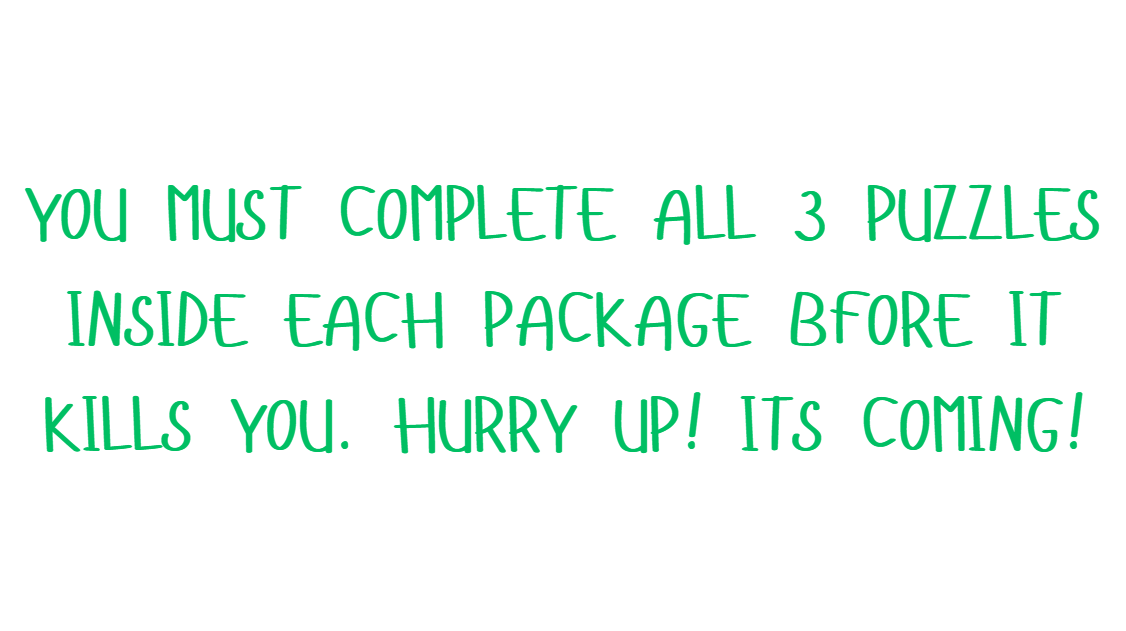 YOU MUST COMPLETE ALL 3 PUZZLES
INSIDE EACH PACKAGE BFORE IT
KILLS YOU. HURRY UP! ITS COMING!